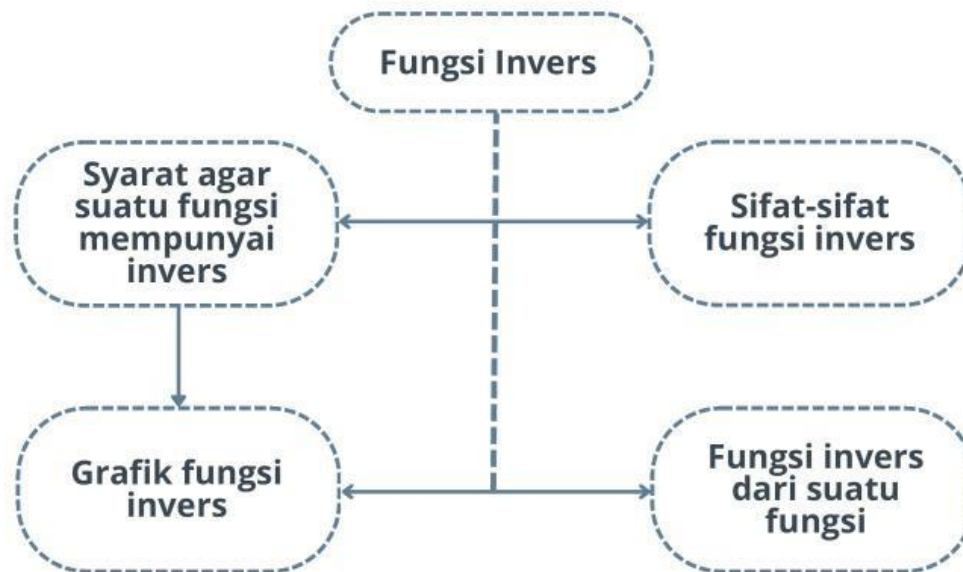 Fungsi Invers
Syarat agar
suatu fungsi
mempunyai
invers
Sifat-sifat
fungsi invers
Grafik fungsi
invers
Fungsi invers
dari suatu
fungsi